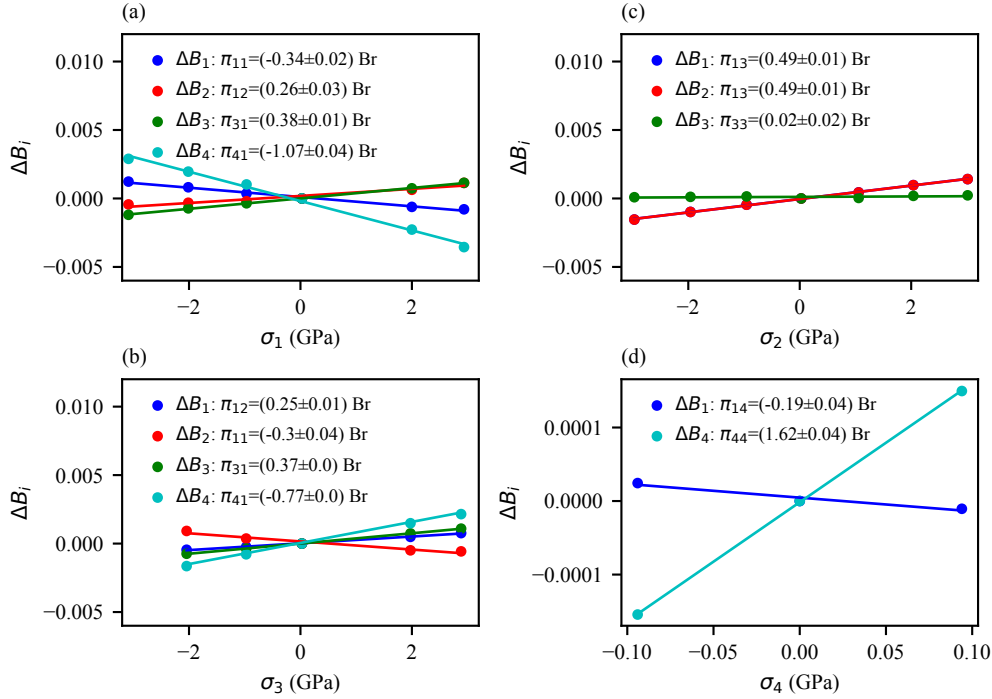 (a)
0.010
0.005
0.000
−0.005
ΔB_i
ΔB₁: π₁₁=(-0.34±0.02) Br
ΔB₂: π₁₂=(0.26±0.03) Br
ΔB₃: π₃₁=(0.38±0.01) Br
ΔB₄: π₄₁=(-1.07±0.04) Br
−2 0 2
σ₁ (GPa)
(c)
0.010
0.005
0.000
−0.005
ΔB_i
ΔB₁: π₁₃=(0.49±0.01) Br
ΔB₂: π₁₃=(0.49±0.01) Br
ΔB₃: π₃₃=(0.02±0.02) Br
−2 0 2
σ₂ (GPa)
(b)
0.010
0.005
0.000
−0.005
ΔB_i
ΔB₁: π₁₂=(0.25±0.01) Br
ΔB₂: π₁₁=(-0.3±0.04) Br
ΔB₃: π₃₁=(0.37±0.0) Br
ΔB₄: π₄₁=(-0.77±0.0) Br
−2 0 2
σ₃ (GPa)
(d)
0.0001
0.0000
−0.0001
ΔB_i
ΔB₁: π₁₄=(-0.19±0.04) Br
ΔB₄: π₄₄=(1.62±0.04) Br
−0.10 −0.05 0.00 0.05 0.10
σ₄ (GPa)